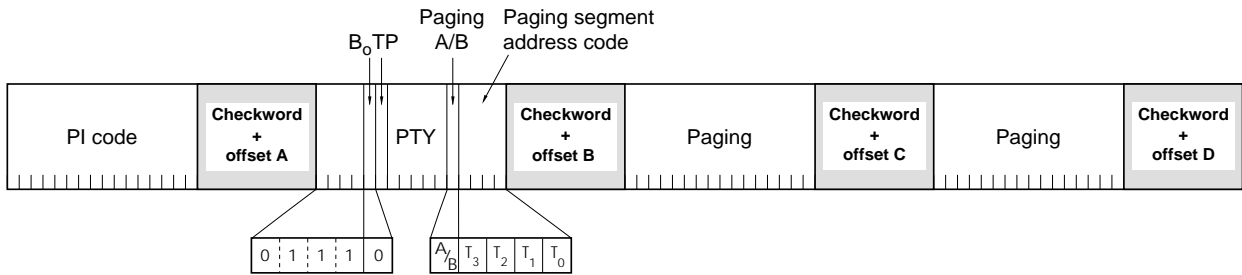 Paging Paging segment
BoTP A/B address code
PI code
Checkword
+
offset A
PTY
Checkword
+
offset B
Paging
Checkword
+
offset C
Paging
Checkword
+
offset D
0 1 1 1 0
A/B T3 T2 T1 T0